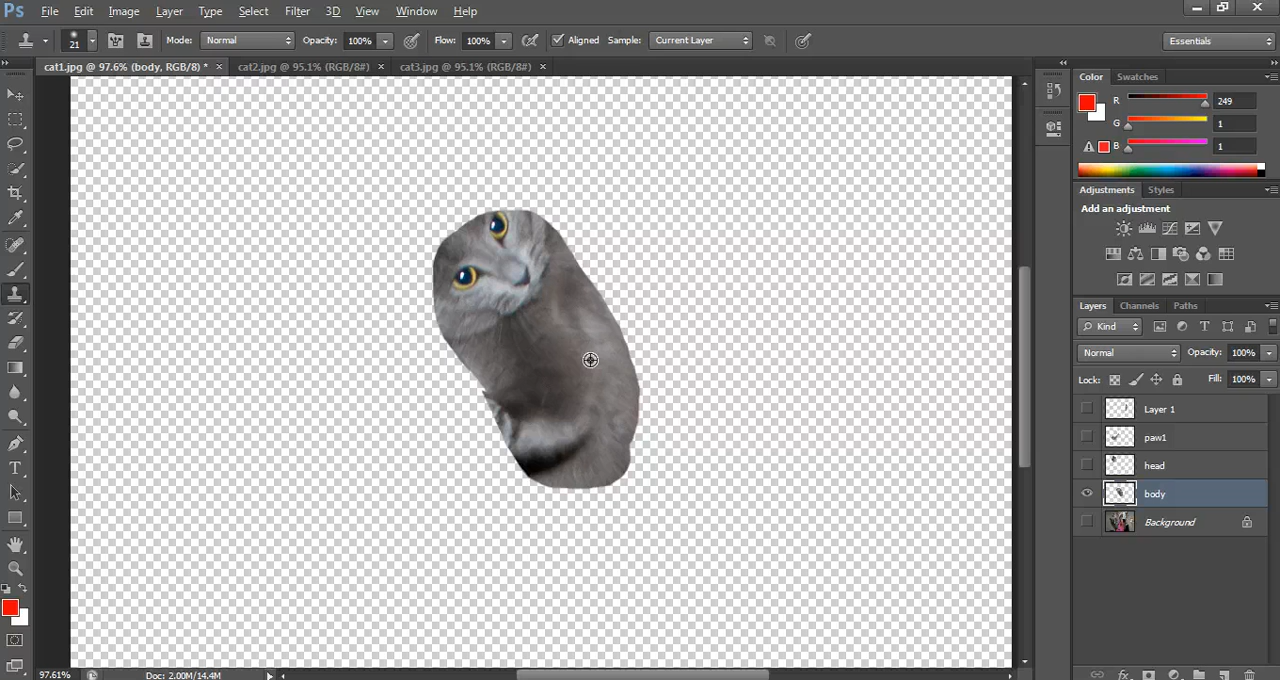 Ps File Edit Image Layer Type Select Filter 3D View Window Help
21 Mode: Normal Opacity: 100% Flow: 100% Aligned Sample: Current Layer Essentials
cat1.jpg @ 97.6% (body, RGB/8) * × cat2.jpg @ 95.1% (RGB/8#) × cat3.jpg @ 95.1% (RGB/8#) ×
Color Swatches
R 249
G 1
B 1
Adjustments Styles
Add an adjustment
Layers Channels Paths
Kind
Normal Opacity: 100%
Lock: Fill: 100%
Layer 1
paw1
head
body
Background
97.61% Doc: 2.00M/14.4M